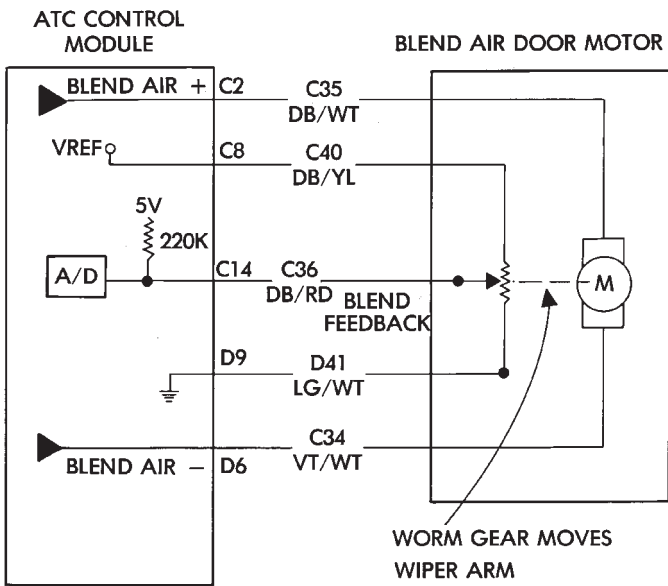 ATC CONTROL
MODULE
BLEND AIR DOOR MOTOR
BLEND AIR + C2
C35
DB/WT
VREF
C8
C40
DB/YL
5V
220K
A/D
C14
C36
DB/RD
BLEND
FEEDBACK
M
D9
D41
LG/WT
BLEND AIR − D6
C34
VT/WT
WORM GEAR MOVES
WIPER ARM